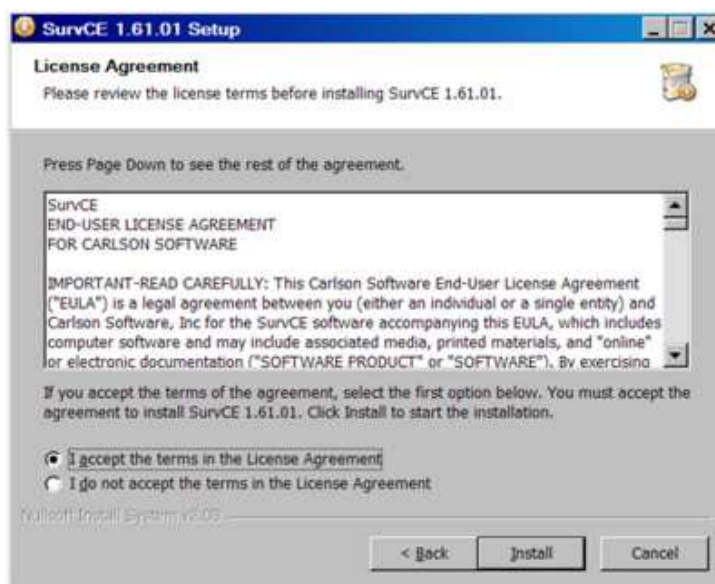 SurvCE 1.61.01 Setup
License Agreement
Please review the license terms before installing SurvCE 1.61.01.
Press Page Down to see the rest of the agreement.
SurvCE
END-USER LICENSE AGREEMENT
FOR CARLSON SOFTWARE
IMPORTANT-READ CAREFULLY: This Carlson Software End-User License Agreement
("EULA") is a legal agreement between you (either an individual or a single entity) and
Carlson Software, Inc for the SurvCE software accompanying this EULA, which includes
computer software and may include associated media, printed materials, and "online"
or electronic documentation ("SOFTWARE PRODUCT" or "SOFTWARE"). By exercising
If you accept the terms of the agreement, select the first option below. You must accept the
agreement to install SurvCE 1.61.01. Click Install to start the installation.
I accept the terms in the License Agreement
I do not accept the terms in the License Agreement
Nullsoft Install System
< Back
Install
Cancel